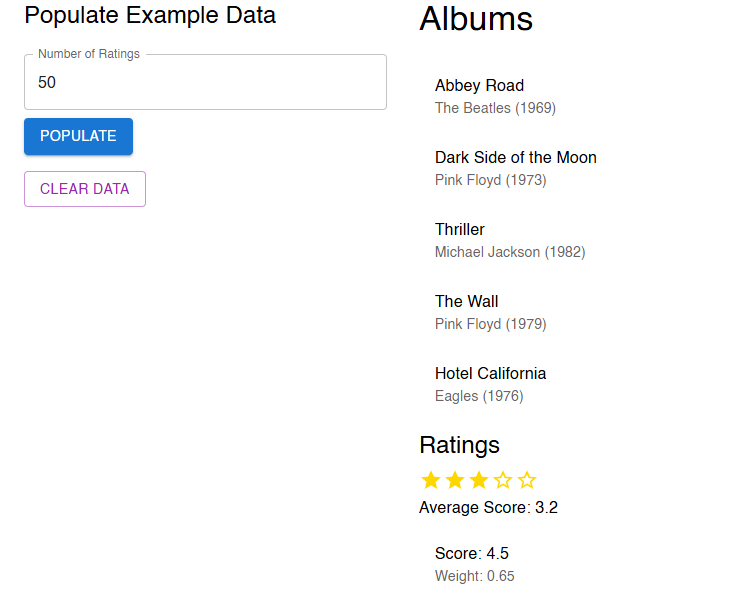 Populate Example Data
Number of Ratings
50
POPULATE
CLEAR DATA
Albums
Abbey Road
The Beatles (1969)
Dark Side of the Moon
Pink Floyd (1973)
Thriller
Michael Jackson (1982)
The Wall
Pink Floyd (1979)
Hotel California
Eagles (1976)
Ratings
Average Score: 3.2
Score: 4.5
Weight: 0.65